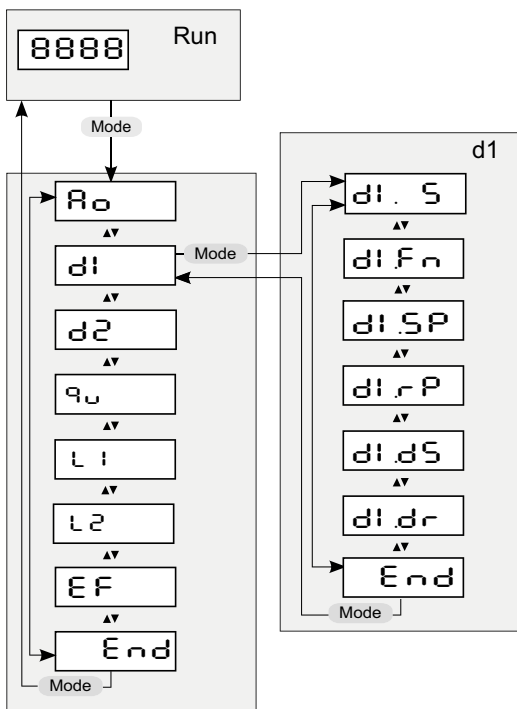 8888
Run
Mode
Ao
d1
d2
qu
L1
L2
EF
End
Mode
Mode
d1
d1. S
d1.Fn
d1.SP
d1.rP
d1.dS
d1.dr
End
Mode